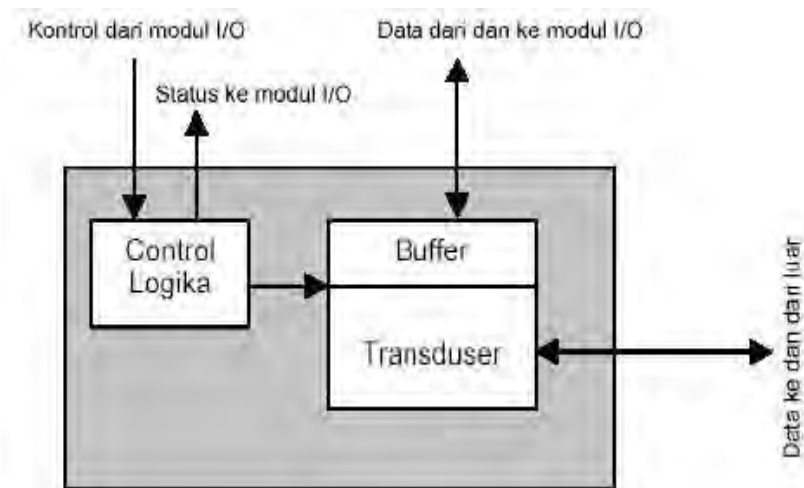 Kontrol dari modul I/O
Data dari dan ke modul I/O
Status ke modul I/O
Control
Logika
Buffer
Transduser
Data ke dan dari luar